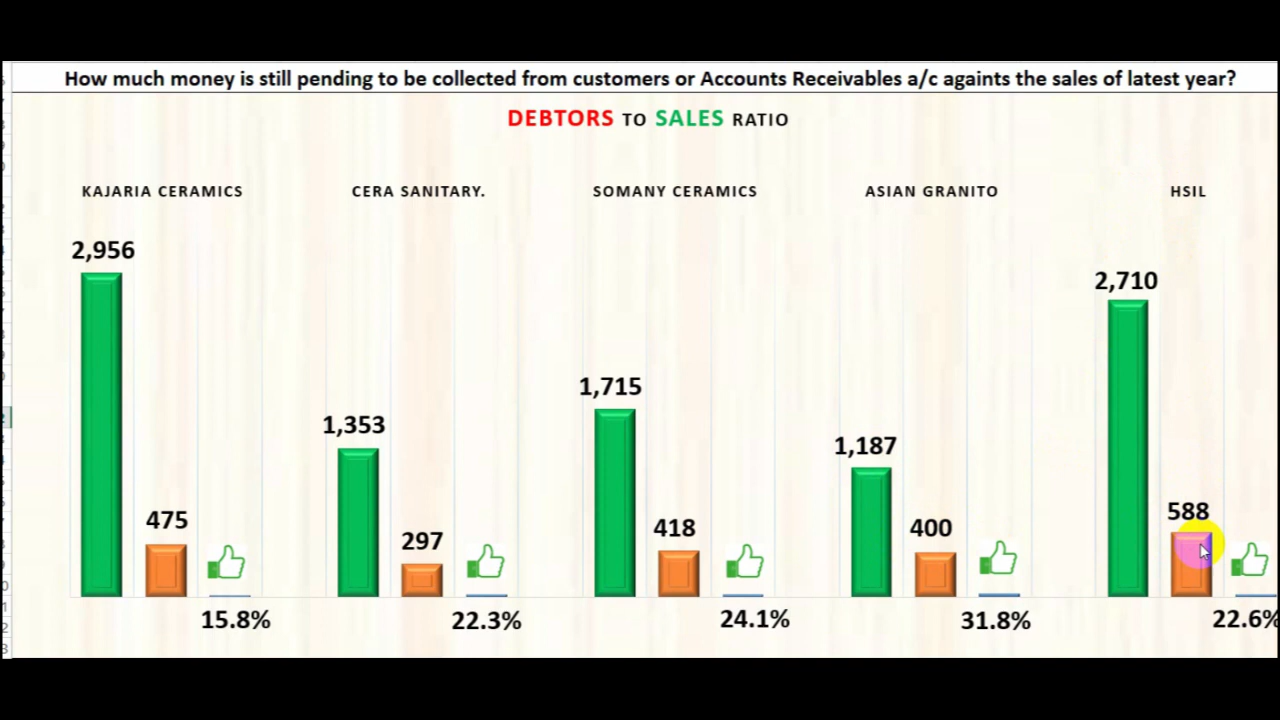 How much money is still pending to be collected from customers or Accounts Receivables a/c againts the sales of latest year?
DEBTORS TO SALES RATIO
KAJARIA CERAMICS CERA SANITARY. SOMANY CERAMICS ASIAN GRANITO HSIL
2,956 475 1,353 297 1,715 418 1,187 400 2,710 588
15.8% 22.3% 24.1% 31.8% 22.6%